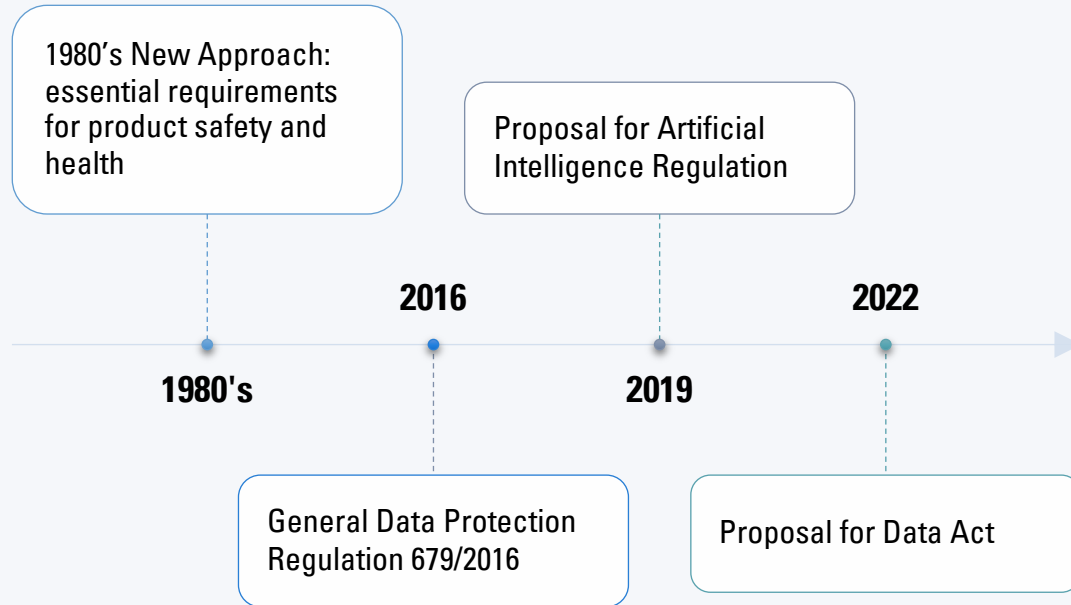 1980’s New Approach:
essential requirements
for product safety and
health
Proposal for Artificial
Intelligence Regulation
2016
2022
1980's
2019
General Data Protection
Regulation 679/2016
Proposal for Data Act